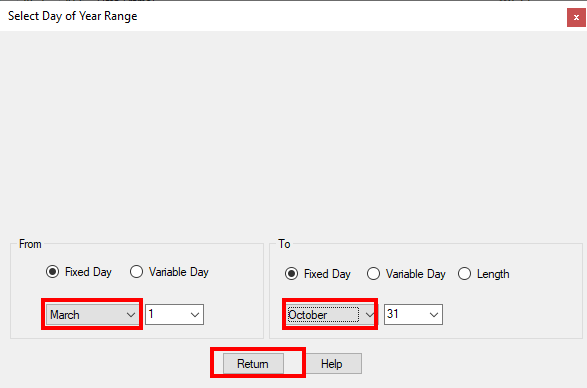 Select Day of Year Range
x
From
Fixed Day Variable Day
March 1
To
Fixed Day Variable Day Length
October 31
Return Help